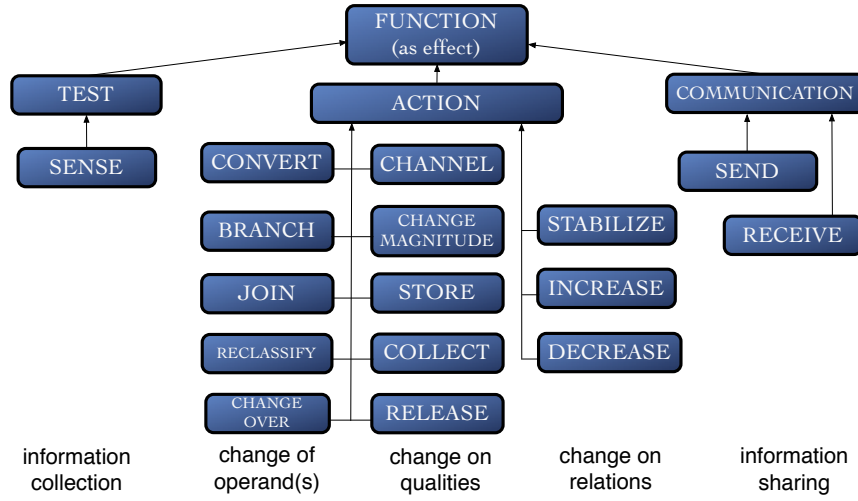 FUNCTION
(as effect)
TEST
ACTION
COMMUNICATION
SENSE
CONVERT
CHANNEL
SEND
BRANCH
CHANGE
MAGNITUDE
STABILIZE
RECEIVE
JOIN
STORE
INCREASE
RECLASSIFY
COLLECT
DECREASE
CHANGE
OVER
RELEASE
information
collection
change of
operand(s)
change on
qualities
change on
relations
information
sharing